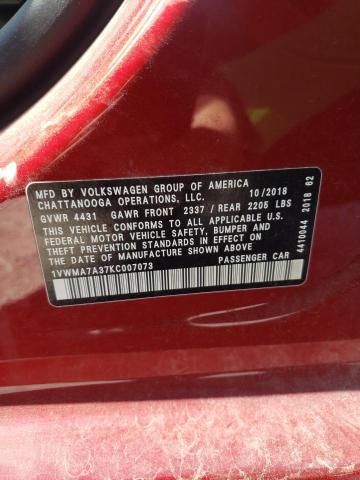 MFD BY VOLKSWAGEN GROUP OF AMERICA 10/2018
CHATTANOOGA OPERATIONS, LLC.
GVWR 4431 GAWR FRONT 2337 / REAR 2205 LBS
THIS VEHICLE CONFORMS TO ALL APPLICABLE U.S.
FEDERAL MOTOR VEHICLE SAFETY, BUMPER AND
THEFT PREVENTION STANDARDS IN EFFECT ON THE
DATE OF MANUFACTURE SHOWN ABOVE
1VWMA7A37KC007073 PASSENGER CAR
4410044 2018 62